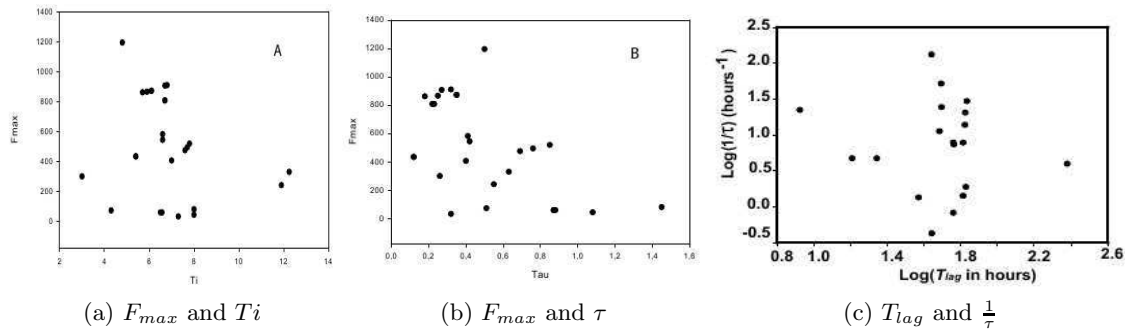 1400
1200
1000
800
600
400
200
0
Fmax
A
2 4 6 8 10 12 14
Ti
(a) F_max and Ti
1400
1200
1000
800
600
400
200
0
Fmax
B
0,0 0,2 0,4 0,6 0,8 1,0 1,2 1,4 1,6
Tau
(b) F_max and τ
2.5
2.0
1.5
1.0
0.5
0.0
-0.5
Log(1/τ) (hours⁻¹)
0.8 1.0 1.4 1.8 2.2 2.6
Log(T_lag in hours)
(c) T_lag and 1/τ